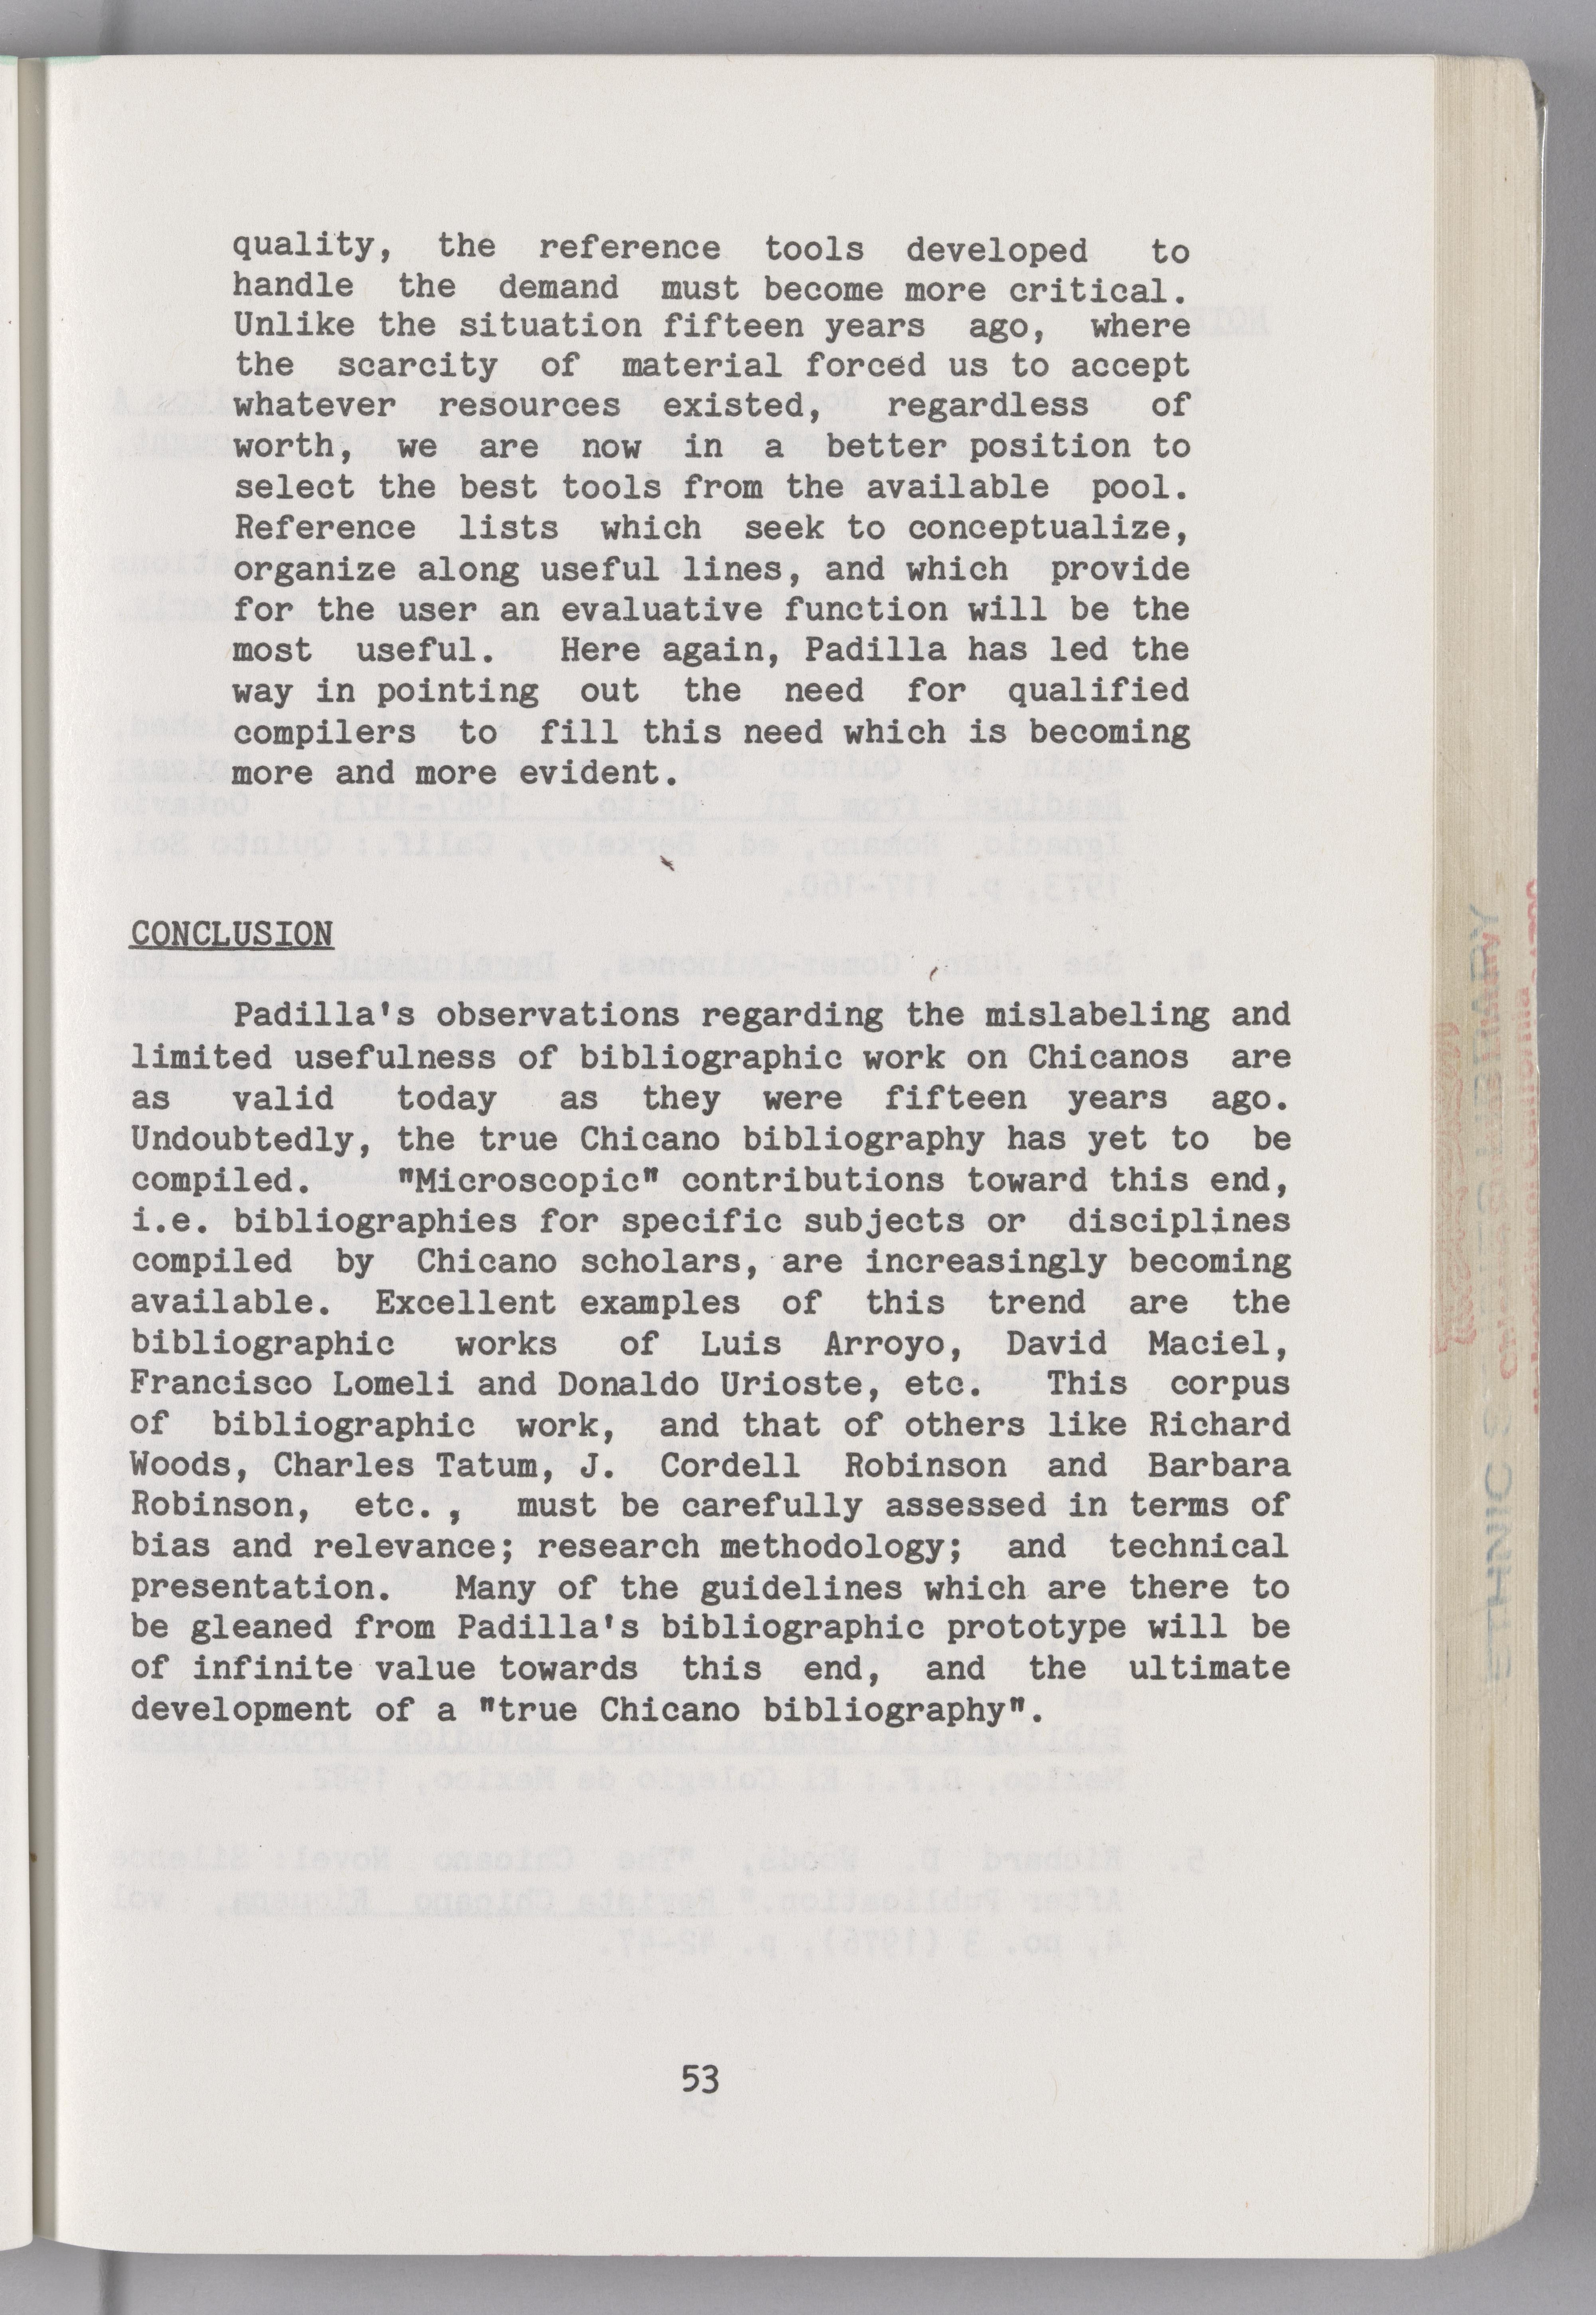 quality, the reference tools developed to
handle the demand must become more critical.
Unlike the situation fifteen years ago, where
the scarcity of material forced us to accept
whatever resources existed, regardless of
worth, we are now in a better position to
select the best tools from the available pool.
Reference lists which seek to conceptualize,
organize along useful lines, and which provide
for the user an evaluative function will be the
most useful. Here again, Padilla has led the
way in pointing out the need for qualified
compilers to fill this need which is becoming
more and more evident.
CONCLUSION
Padilla's observations regarding the mislabeling and
limited usefulness of bibliographic work on Chicanos are
as valid today as they were fifteen years ago.
Undoubtedly, the true Chicano bibliography has yet to be
compiled. "Microscopic" contributions toward this end,
i.e. bibliographies for specific subjects or disciplines
compiled by Chicano scholars, are increasingly becoming
available. Excellent examples of this trend are the
bibliographic works of Luis Arroyo, David Maciel,
Francisco Lomeli and Donaldo Urioste, etc. This corpus
of bibliographic work, and that of others like Richard
Woods, Charles Tatum, J. Cordell Robinson and Barbara
Robinson, etc., must be carefully assessed in terms of
bias and relevance; research methodology; and technical
presentation. Many of the guidelines which are there to
be gleaned from Padilla's bibliographic prototype will be
of infinite value towards this end, and the ultimate
development of a "true Chicano bibliography".
53
ETHNIC S LIBRARY